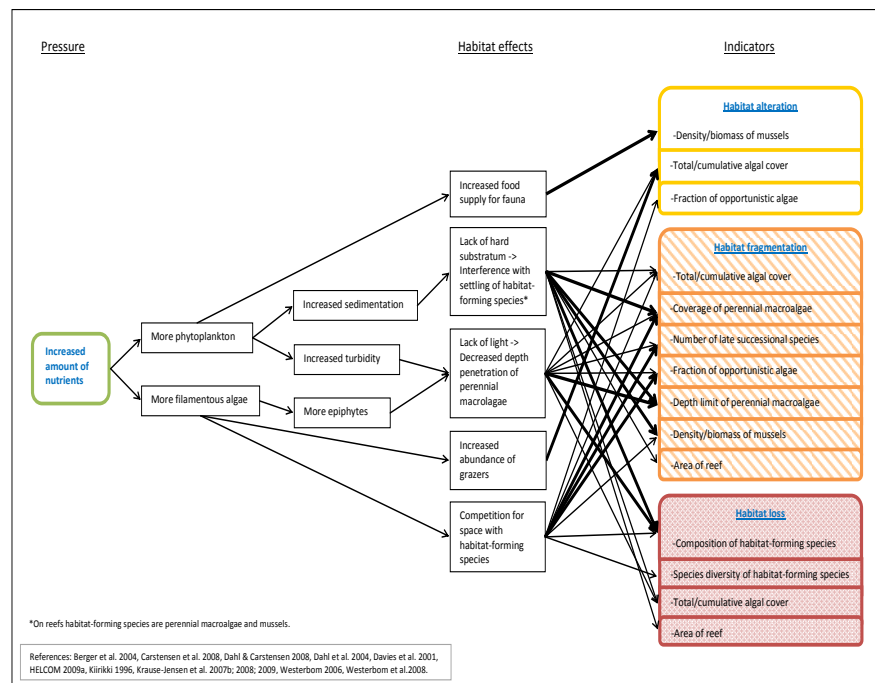 Pressure
Habitat effects
Indicators
Increased
amount of
nutrients
More phytoplankton
More filamentous algae
Increased sedimentation
Increased turbidity
More epiphytes
Increased food
supply for fauna
Lack of hard
substratum ->
Interference with
settling of habitat-
forming species*
Lack of light ->
Decreased depth
penetration of
perennial
macrolagae
Increased
abundance of
grazers
Competition for
space with
habitat-forming
species
Habitat alteration
-Density/biomass of mussels
-Total/cumulative algal cover
-Fraction of opportunistic algae
Habitat fragmentation
-Total/cumulative algal cover
-Coverage of perennial macroalgae
-Number of late successional species
-Fraction of opportunistic algae
-Depth limit of perennial macroalgae
-Density/biomass of mussels
-Area of reef
Habitat loss
-Composition of habitat-forming species
-Species diversity of habitat-forming species
-Total/cumulative algal cover
-Area of reef
*On reefs habitat-forming species are perennial macroalgae and mussels.
References: Berger et al. 2004, Carstensen et al. 2008, Dahl & Carstensen 2008, Dahl et al. 2004, Davies et al. 2001,
HELCOM 2009a, Kiirikki 1996, Krause-Jensen et al. 2007b; 2008; 2009, Westerbom 2006, Westerbom et al.2008.